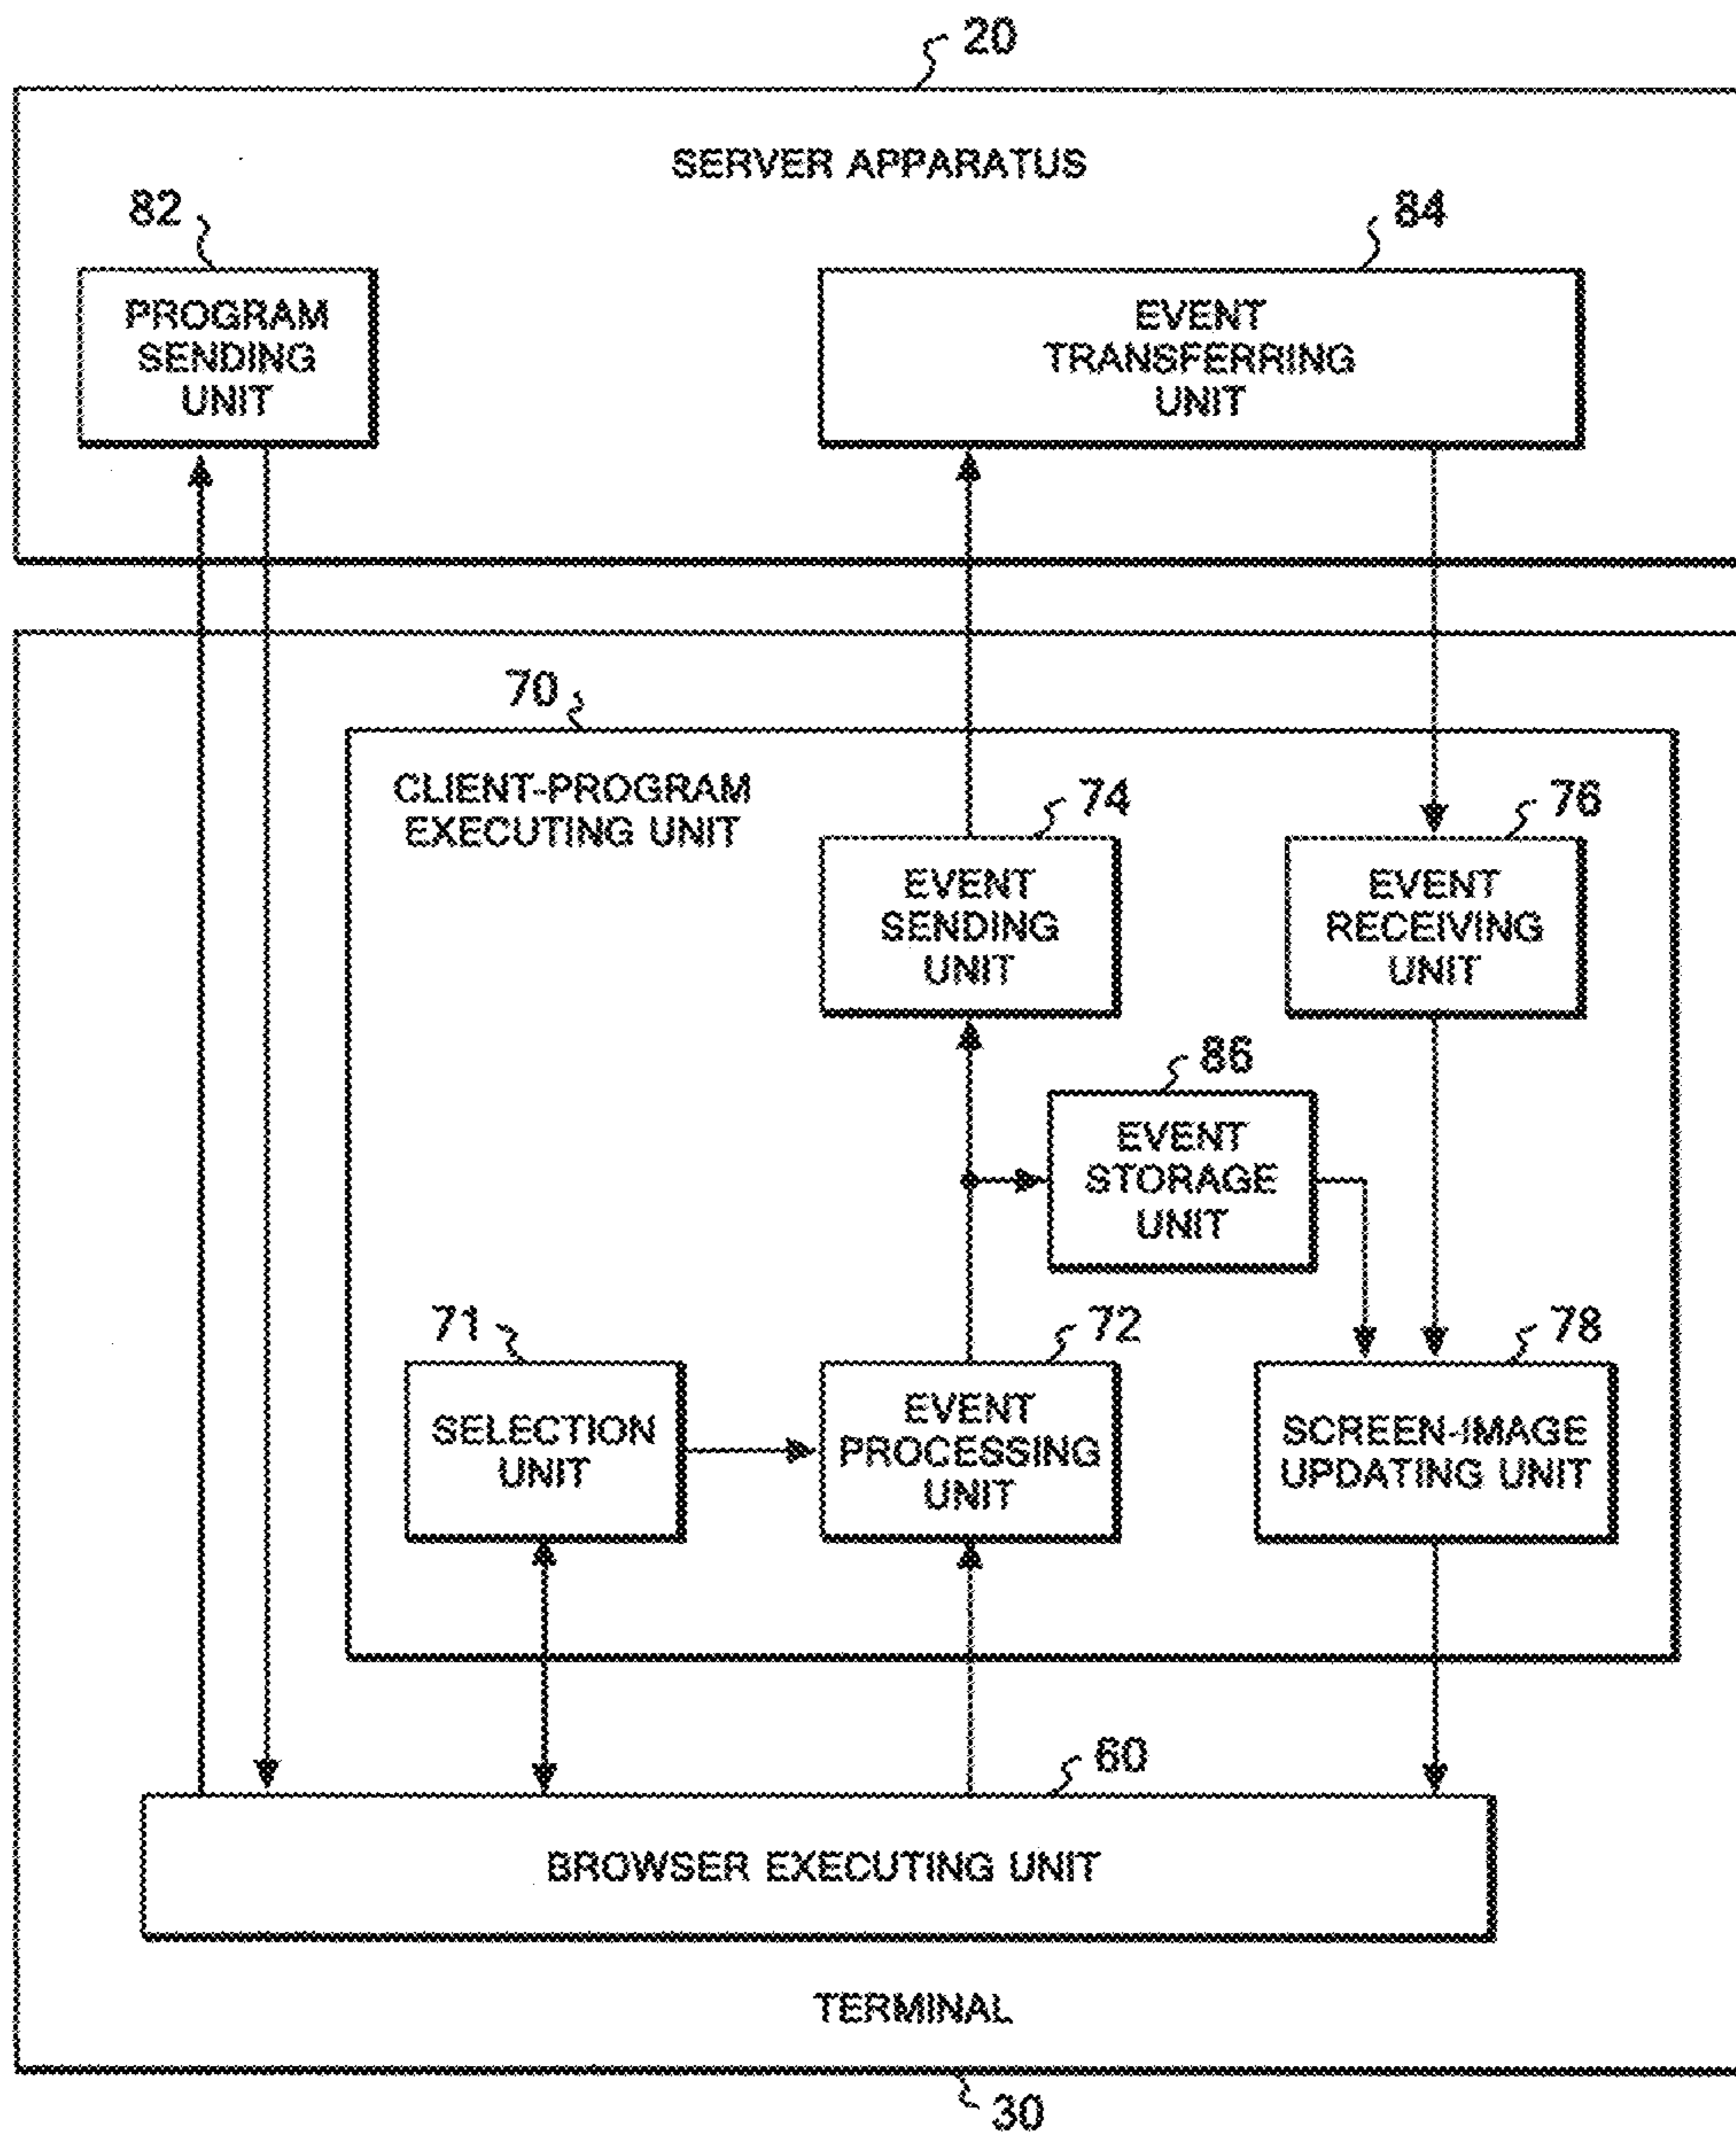 20
SERVER APPARATUS
82
84
PROGRAM
SENDING
UNIT
EVENT
TRANSFERRING
UNIT
70
CLIENT-PROGRAM
EXECUTING UNIT
74
76
EVENT
SENDING
UNIT
EVENT
RECEIVING
UNIT
86
EVENT
STORAGE
UNIT
71
72
78
SELECTION
UNIT
EVENT
PROCESSING
UNIT
SCREEN-IMAGE
UPDATING UNIT
60
BROWSER EXECUTING UNIT
TERMINAL
30